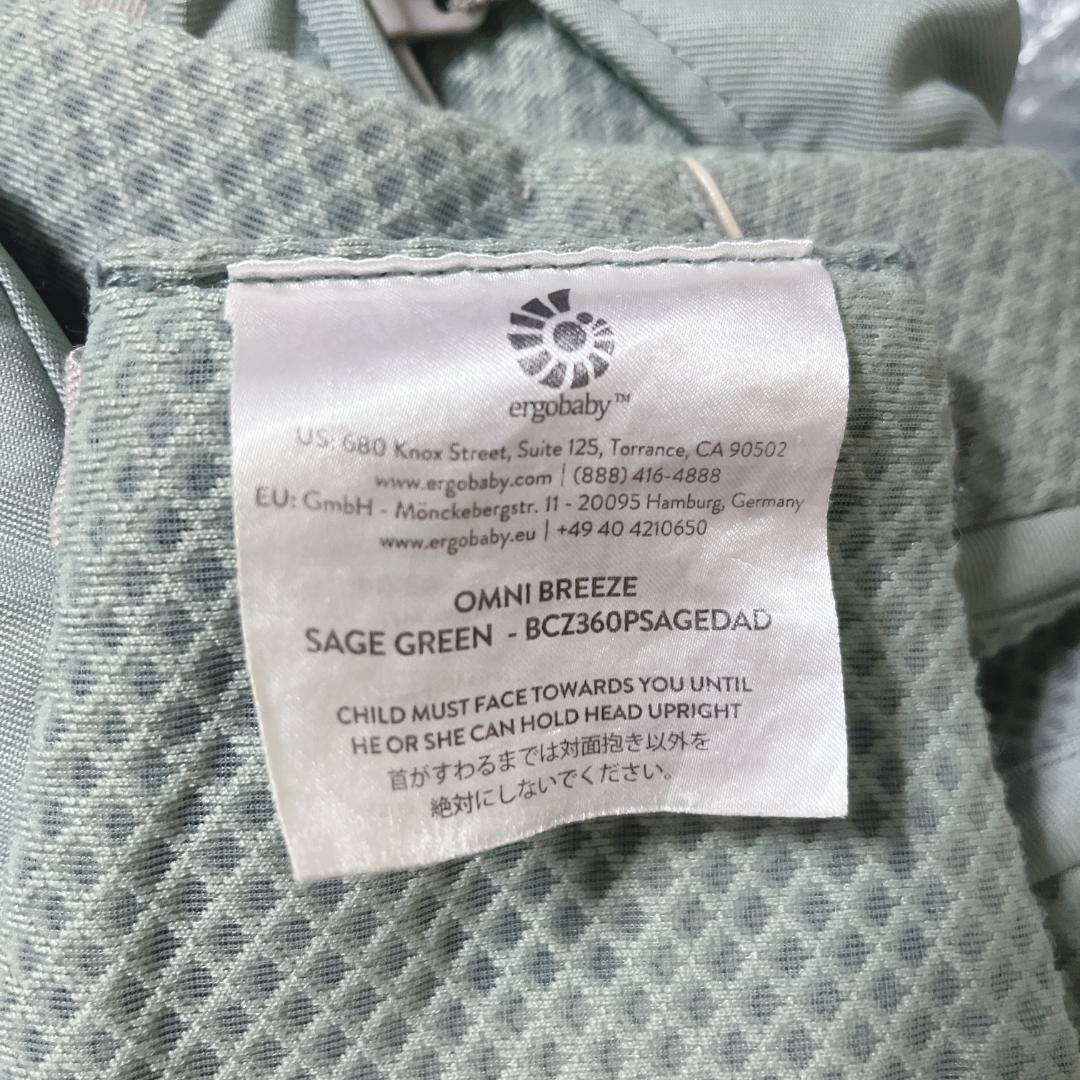 ergobaby™
US: 680 Knox Street, Suite 125, Torrance, CA 90502
www.ergobaby.com | (888) 416-4888
EU: GmbH - Mönckebergstr. 11 - 20095 Hamburg, Germany
www.ergobaby.eu | +49 40 4210650
OMNI BREEZE
SAGE GREEN - BCZ360PSAGEDAD
CHILD MUST FACE TOWARDS YOU UNTIL
HE OR SHE CAN HOLD HEAD UPRIGHT
首がすわるまでは対面抱き以外を
絶対にしないでください。